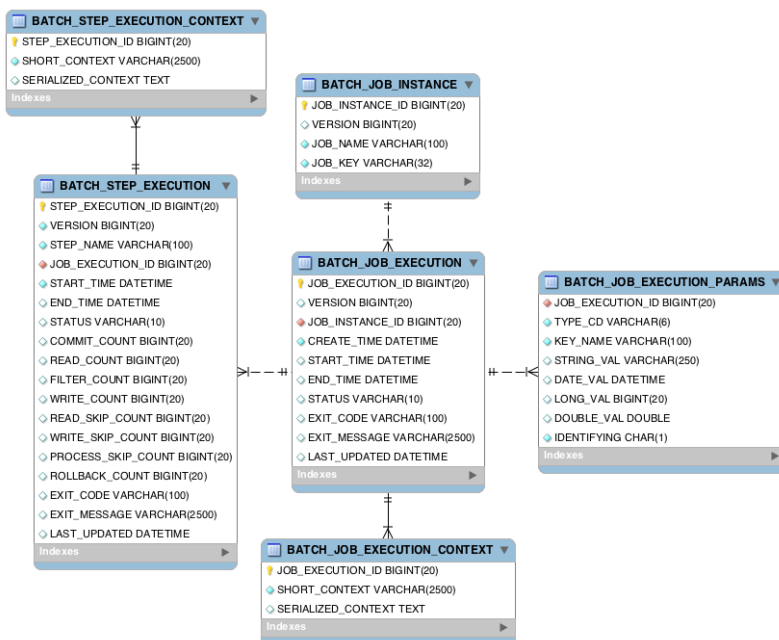 BATCH_STEP_EXECUTION_CONTEXT
STEP_EXECUTION_ID BIGINT(20)
SHORT_CONTEXT VARCHAR(2500)
SERIALIZED_CONTEXT TEXT
Indexes
BATCH_JOB_INSTANCE
JOB_INSTANCE_ID BIGINT(20)
VERSION BIGINT(20)
JOB_NAME VARCHAR(100)
JOB_KEY VARCHAR(32)
Indexes
BATCH_STEP_EXECUTION
STEP_EXECUTION_ID BIGINT(20)
VERSION BIGINT(20)
STEP_NAME VARCHAR(100)
JOB_EXECUTION_ID BIGINT(20)
START_TIME DATETIME
END_TIME DATETIME
STATUS VARCHAR(10)
COMMIT_COUNT BIGINT(20)
READ_COUNT BIGINT(20)
FILTER_COUNT BIGINT(20)
WRITE_COUNT BIGINT(20)
READ_SKIP_COUNT BIGINT(20)
WRITE_SKIP_COUNT BIGINT(20)
PROCESS_SKIP_COUNT BIGINT(20)
ROLLBACK_COUNT BIGINT(20)
EXIT_CODE VARCHAR(100)
EXIT_MESSAGE VARCHAR(2500)
LAST_UPDATED DATETIME
Indexes
BATCH_JOB_EXECUTION
JOB_EXECUTION_ID BIGINT(20)
VERSION BIGINT(20)
JOB_INSTANCE_ID BIGINT(20)
CREATE_TIME DATETIME
START_TIME DATETIME
END_TIME DATETIME
STATUS VARCHAR(10)
EXIT_CODE VARCHAR(100)
EXIT_MESSAGE VARCHAR(2500)
LAST_UPDATED DATETIME
Indexes
BATCH_JOB_EXECUTION_PARAMS
JOB_EXECUTION_ID BIGINT(20)
TYPE_CD VARCHAR(6)
KEY_NAME VARCHAR(100)
STRING_VAL VARCHAR(250)
DATE_VAL DATETIME
LONG_VAL BIGINT(20)
DOUBLE_VAL DOUBLE
IDENTIFYING CHAR(1)
Indexes
BATCH_JOB_EXECUTION_CONTEXT
JOB_EXECUTION_ID BIGINT(20)
SHORT_CONTEXT VARCHAR(2500)
SERIALIZED_CONTEXT TEXT
Indexes